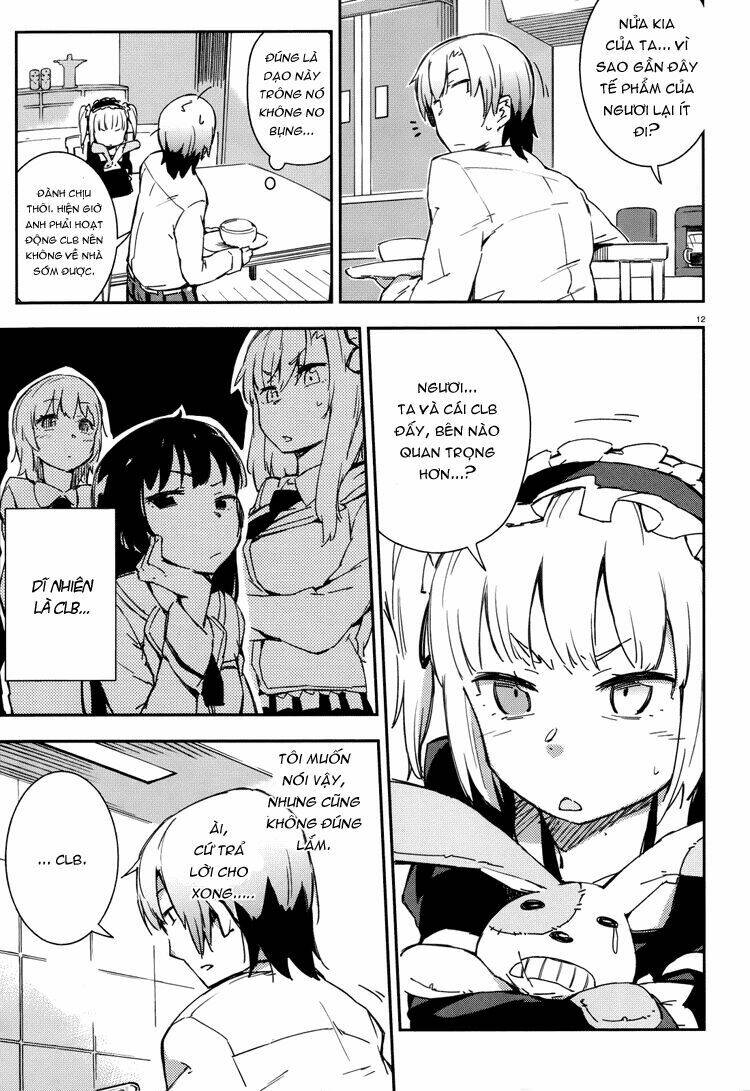 NỬA KIA
CỦA TA... VÌ
SAO GẦN ĐÂY
TẾ PHẨM CỦA
NGƯƠI LẠI ÍT
ĐI?
ĐÚNG LÀ
DẠO NÀY
TRÔNG NÓ
KHÔNG NO
BỤNG...
ĐÀNH CHỊU
THÔI. HIỆN GIỜ
ANH PHẢI HOẠT
ĐỘNG CLB NÊN
KHÔNG VỀ NHÀ
SỚM ĐƯỢC.
12
NGƯƠI...
TA VÀ CÁI CLB
ĐẤY, BÊN NÀO
QUAN TRỌNG
HƠN...?
DĨ NHIÊN
LÀ CLB...
TÔI MUỐN
NÓI VẬY,
NHƯNG CŨNG
KHÔNG ĐÚNG
LẮM.
ÀI,
CỨ TRẢ
LỜI CHO
XONG.....
... CLB.